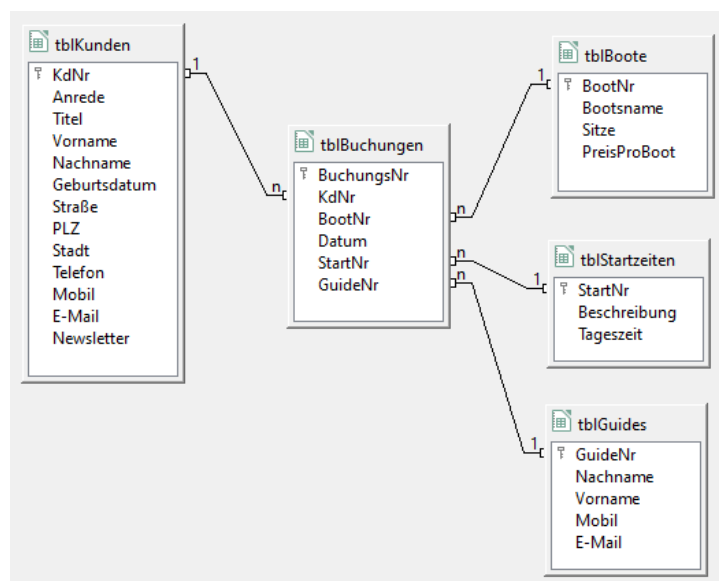 tblKunden
KdNr
Anrede
Titel
Vorname
Nachname
Geburtsdatum
Straße
PLZ
Stadt
Telefon
Mobil
E-Mail
Newsletter
1
n
tblBuchungen
BuchungsNr
KdNr
BootNr
Datum
StartNr
GuideNr
n
n
n
1
tblBoote
BootNr
Bootsname
Sitze
PreisProBoot
1
tblStartzeiten
StartNr
Beschreibung
Tageszeit
1
tblGuides
GuideNr
Nachname
Vorname
Mobil
E-Mail